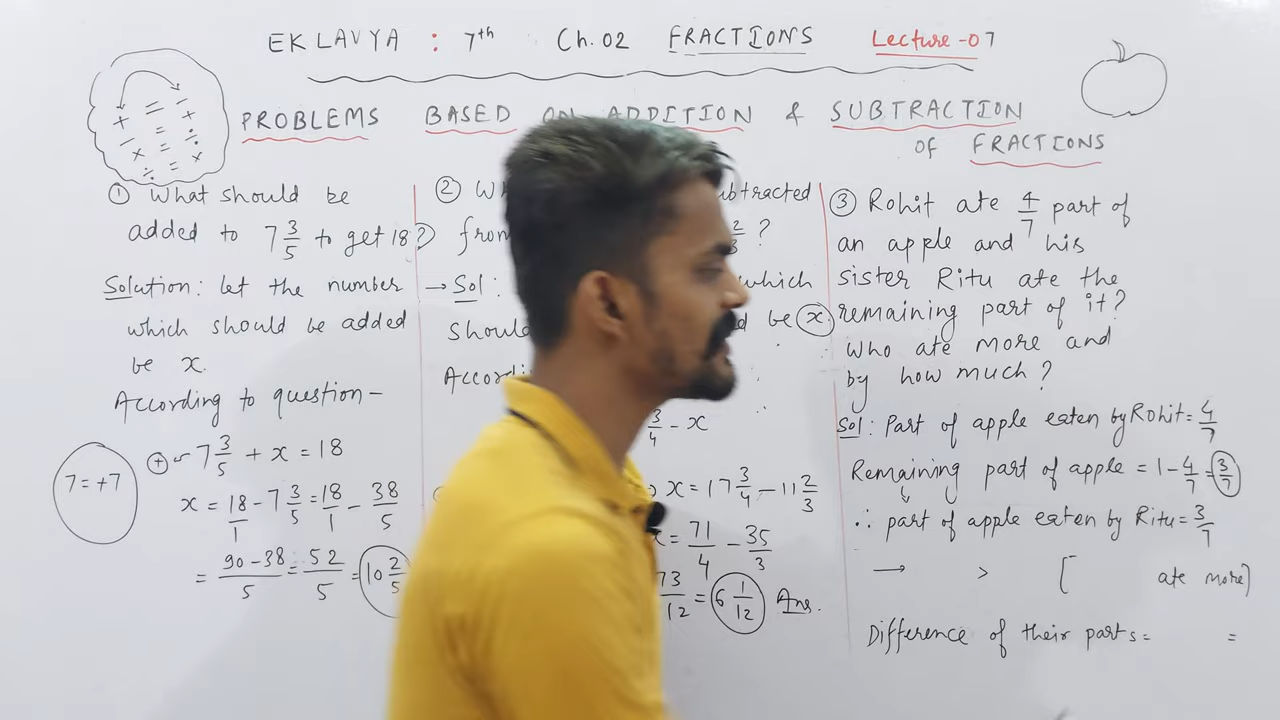 EKLAVYA : 7th Ch. 02 FRACTIONS Lecture-07
PROBLEMS BASED ON ADDITION & SUBTRACTION
OF FRACTIONS
+ = - +
- = ÷
× = ×
÷ =
① What should be
added to 7 3/5 to get 18?
Solution: let the number
which should be added
be x.
According to question -
⊕ 7 3/5 + x = 18
7 = +7
x = 18/1 - 7 3/5 = 18/1 - 38/5
= 90-38/5 = 52/5 = 10 2/5
② subtracted
from ?
→ Sol: which
be x.
3/4 - x
x = 17 3/4 - 11 2/3
x = 71/4 - 35/3
73/12 = 6 1/12 Ans.
③ Rohit ate 4/7 part of
an apple and his
sister Ritu ate the
remaining part of it?
Who ate more and
by how much?
Sol: Part of apple eaten by Rohit = 4/7
Remaining part of apple = 1 - 4/7 = 3/7
∴ part of apple eaten by Ritu = 3/7
→ > [ ate more]
Difference of their parts = =